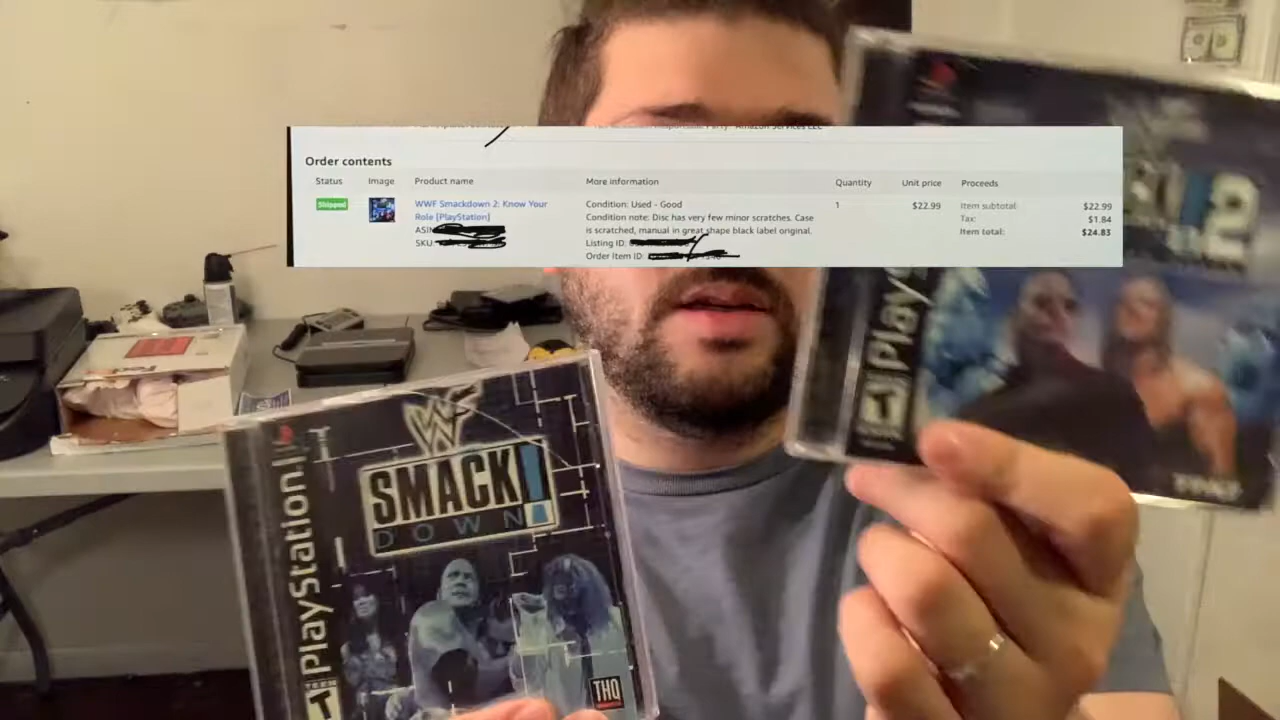 Order contents
Status Image Product name More information Quantity Unit price Proceeds
Shipped WWF Smackdown 2: Know Your Condition: Used - Good 1 $22.99 Item subtotal: $22.99
Role [PlayStation] Condition note: Disc has very few minor scratches. Case Tax: $1.84
ASIN is scratched, manual in great shape black label original. Item total: $24.83
SKU: Listing ID:
Order Item ID:
PlayStation
W
SMACK!
DOWN
THQ
T
PlayS
2
T